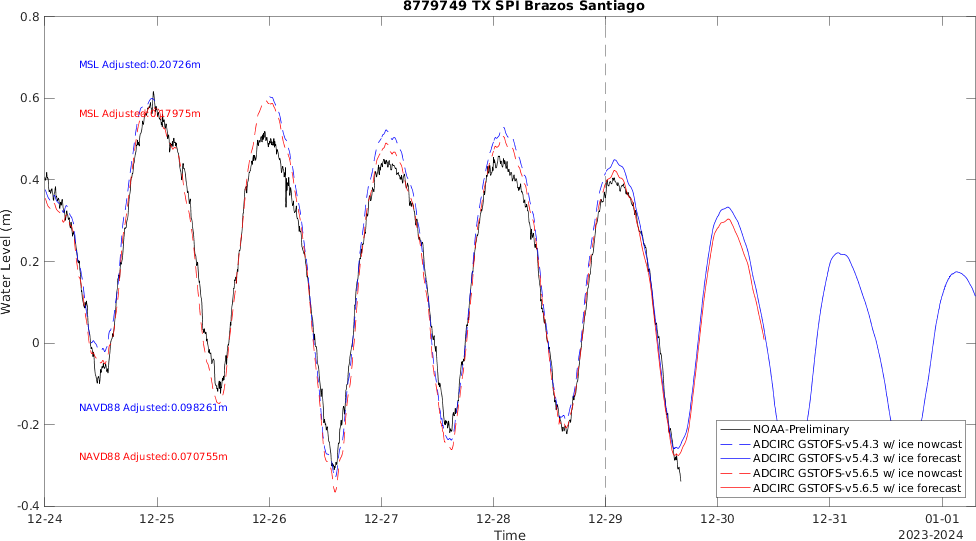 8779749 TX SPI Brazos Santiago
0.8
MSL Adjusted:0.20726m
0.6
MSL Adjusted:0.17975m
0.4
0.2
0
-0.2
-0.4
Water Level (m)
NAVD88 Adjusted:0.098261m
NAVD88 Adjusted:0.070755m
NOAA-Preliminary
ADCIRC GSTOFS-v5.4.3 w/ ice nowcast
ADCIRC GSTOFS-v5.4.3 w/ ice forecast
ADCIRC GSTOFS-v5.6.5 w/ ice nowcast
ADCIRC GSTOFS-v5.6.5 w/ ice forecast
12-24 12-25 12-26 12-27 12-28 12-29 12-30 12-31 01-01
Time
2023-2024